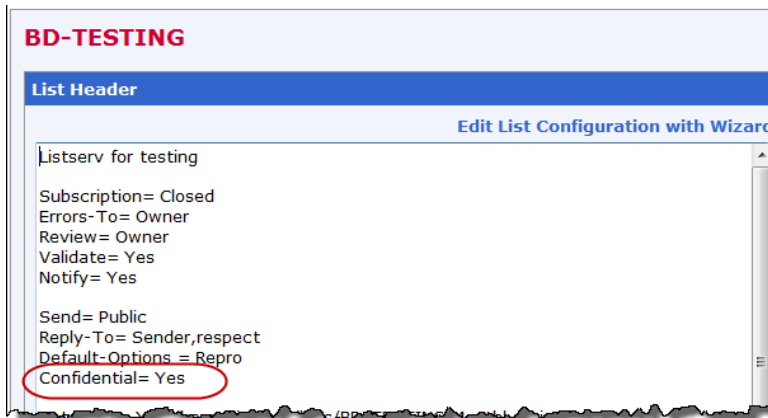 BD-TESTING
List Header
Edit List Configuration with Wizard
Listserv for testing
Subscription= Closed
Errors-To= Owner
Review= Owner
Validate= Yes
Notify= Yes
Send= Public
Reply-To= Sender,respect
Default-Options = Repro
Confidential= Yes